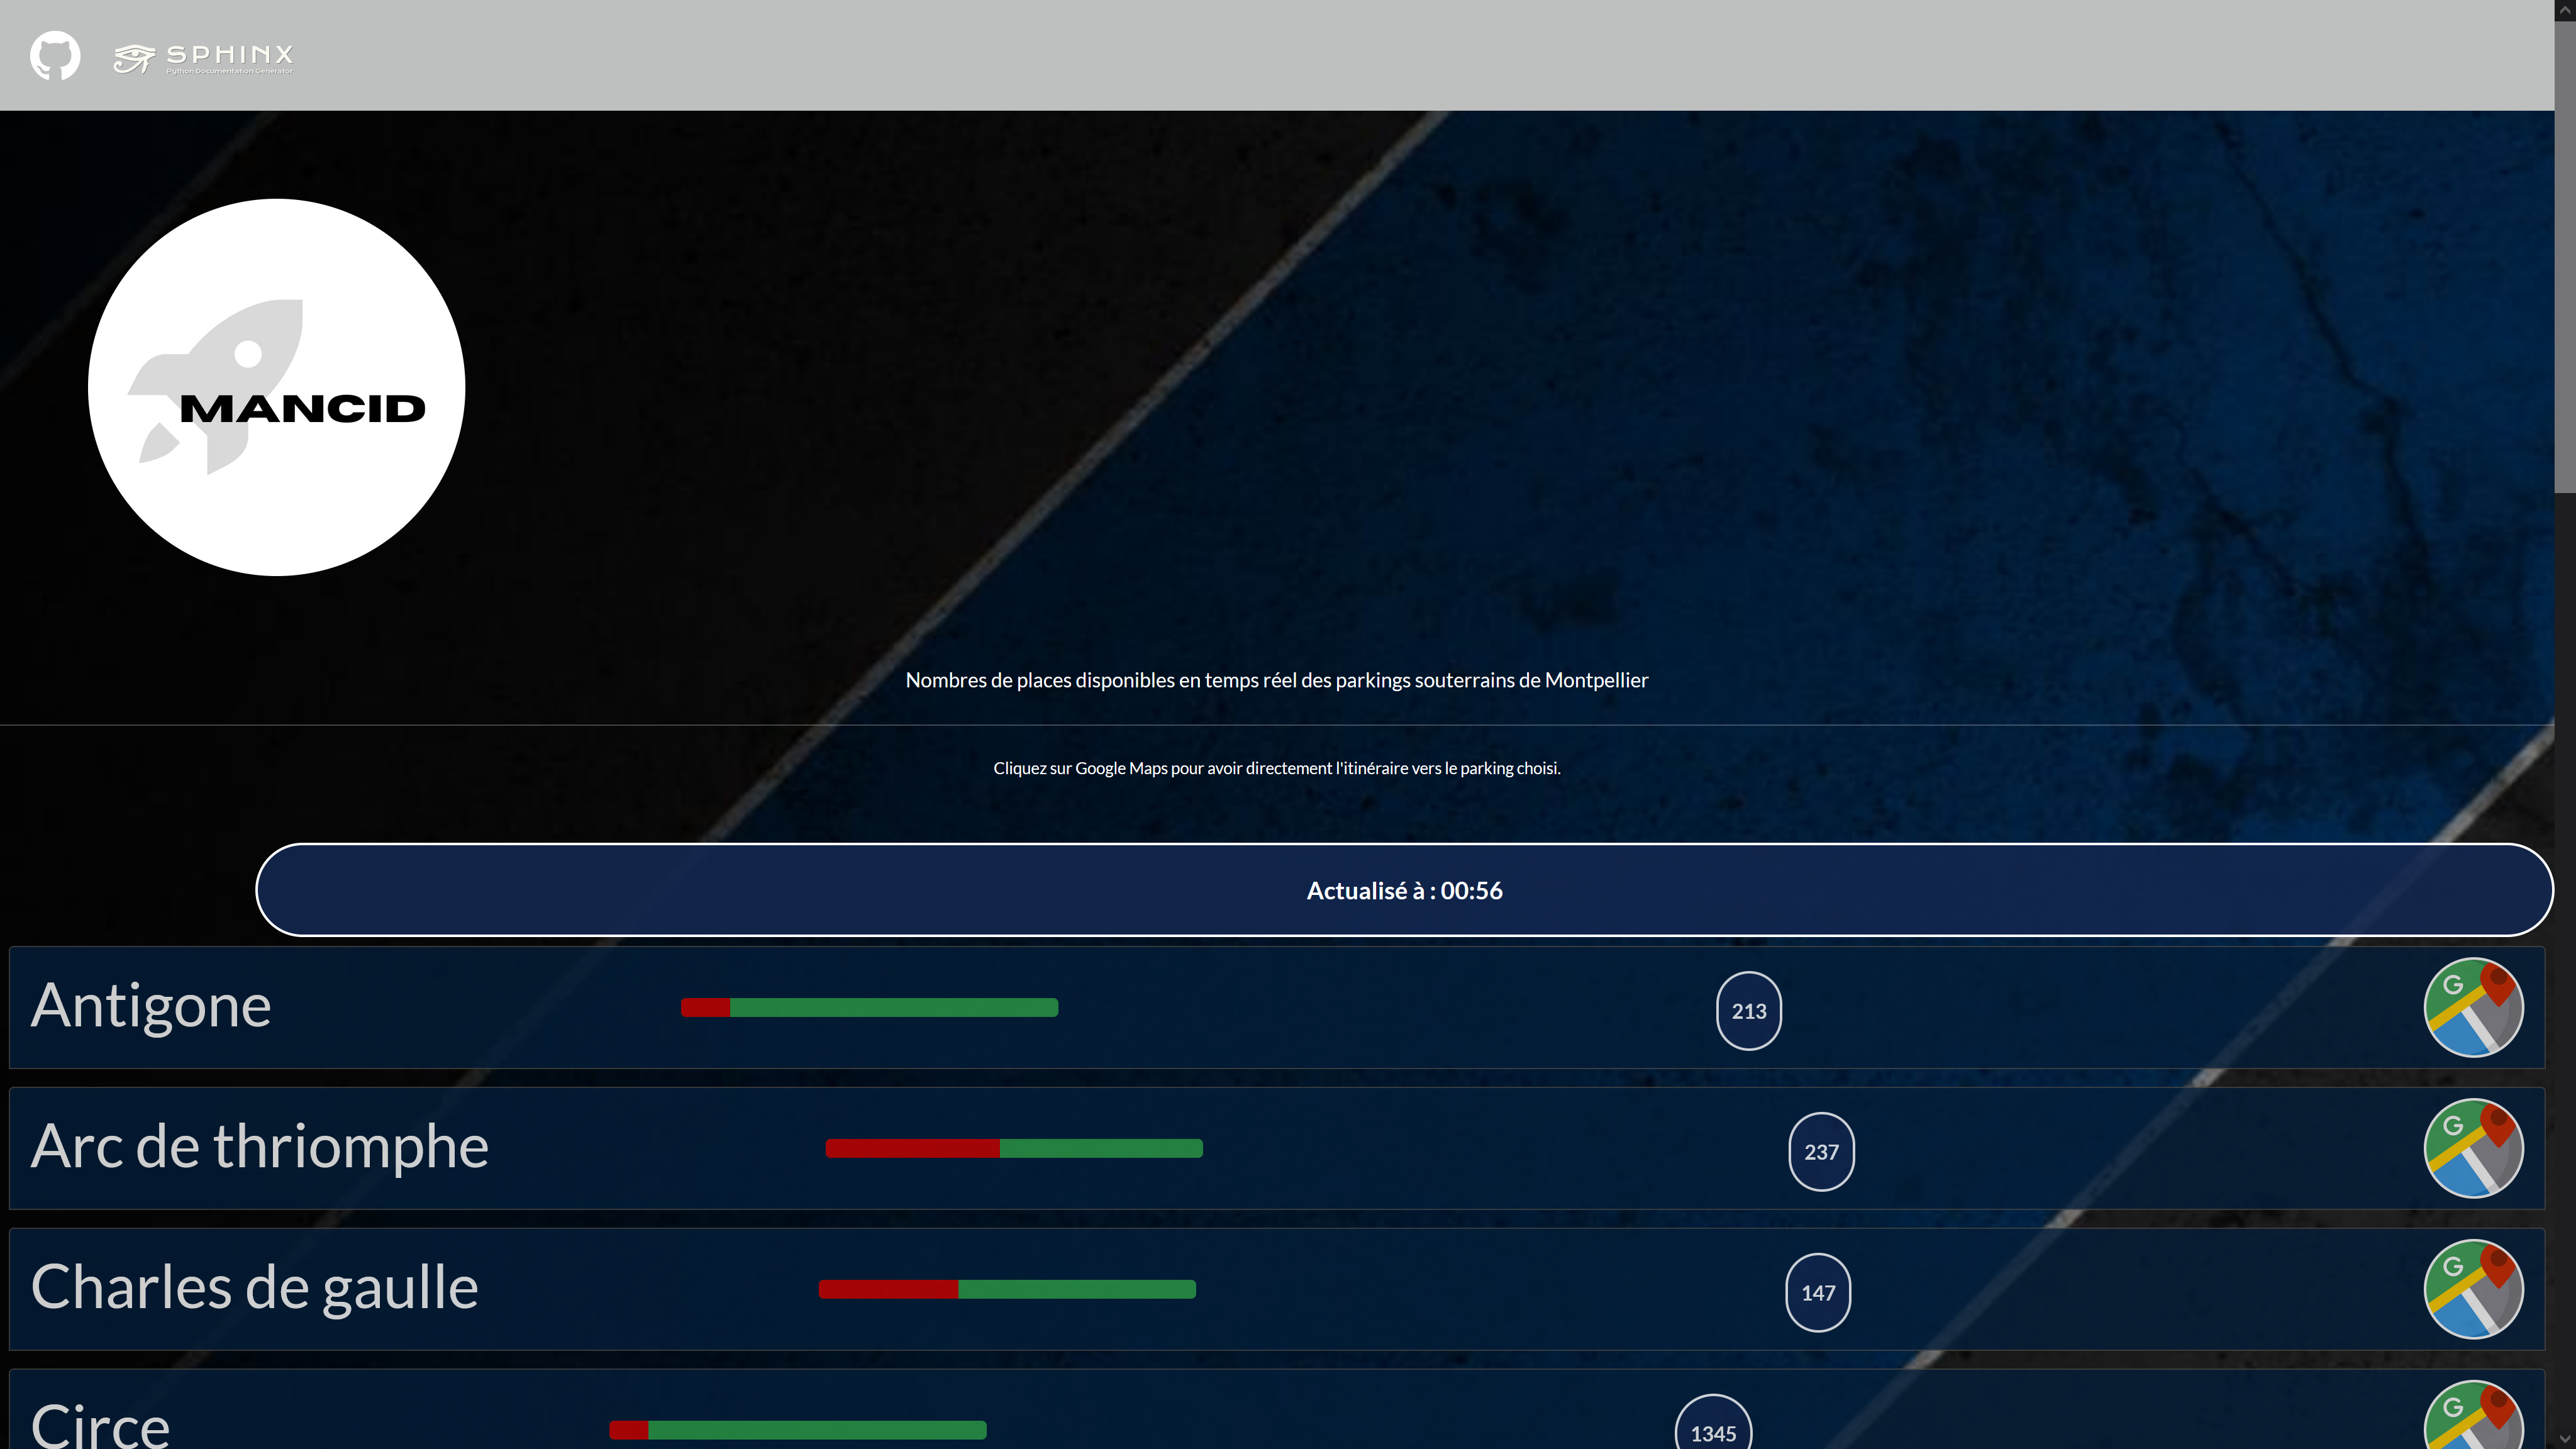 SPHINX
Python Documentation Generator
MANCID
Nombres de places disponibles en temps réel des parkings souterrains de Montpellier
Cliquez sur Google Maps pour avoir directement l'itinéraire vers le parking choisi.
Actualisé à : 00:56
Antigone
213
G
Arc de thriomphe
237
G
Charles de gaulle
147
G
Circe
1345
G